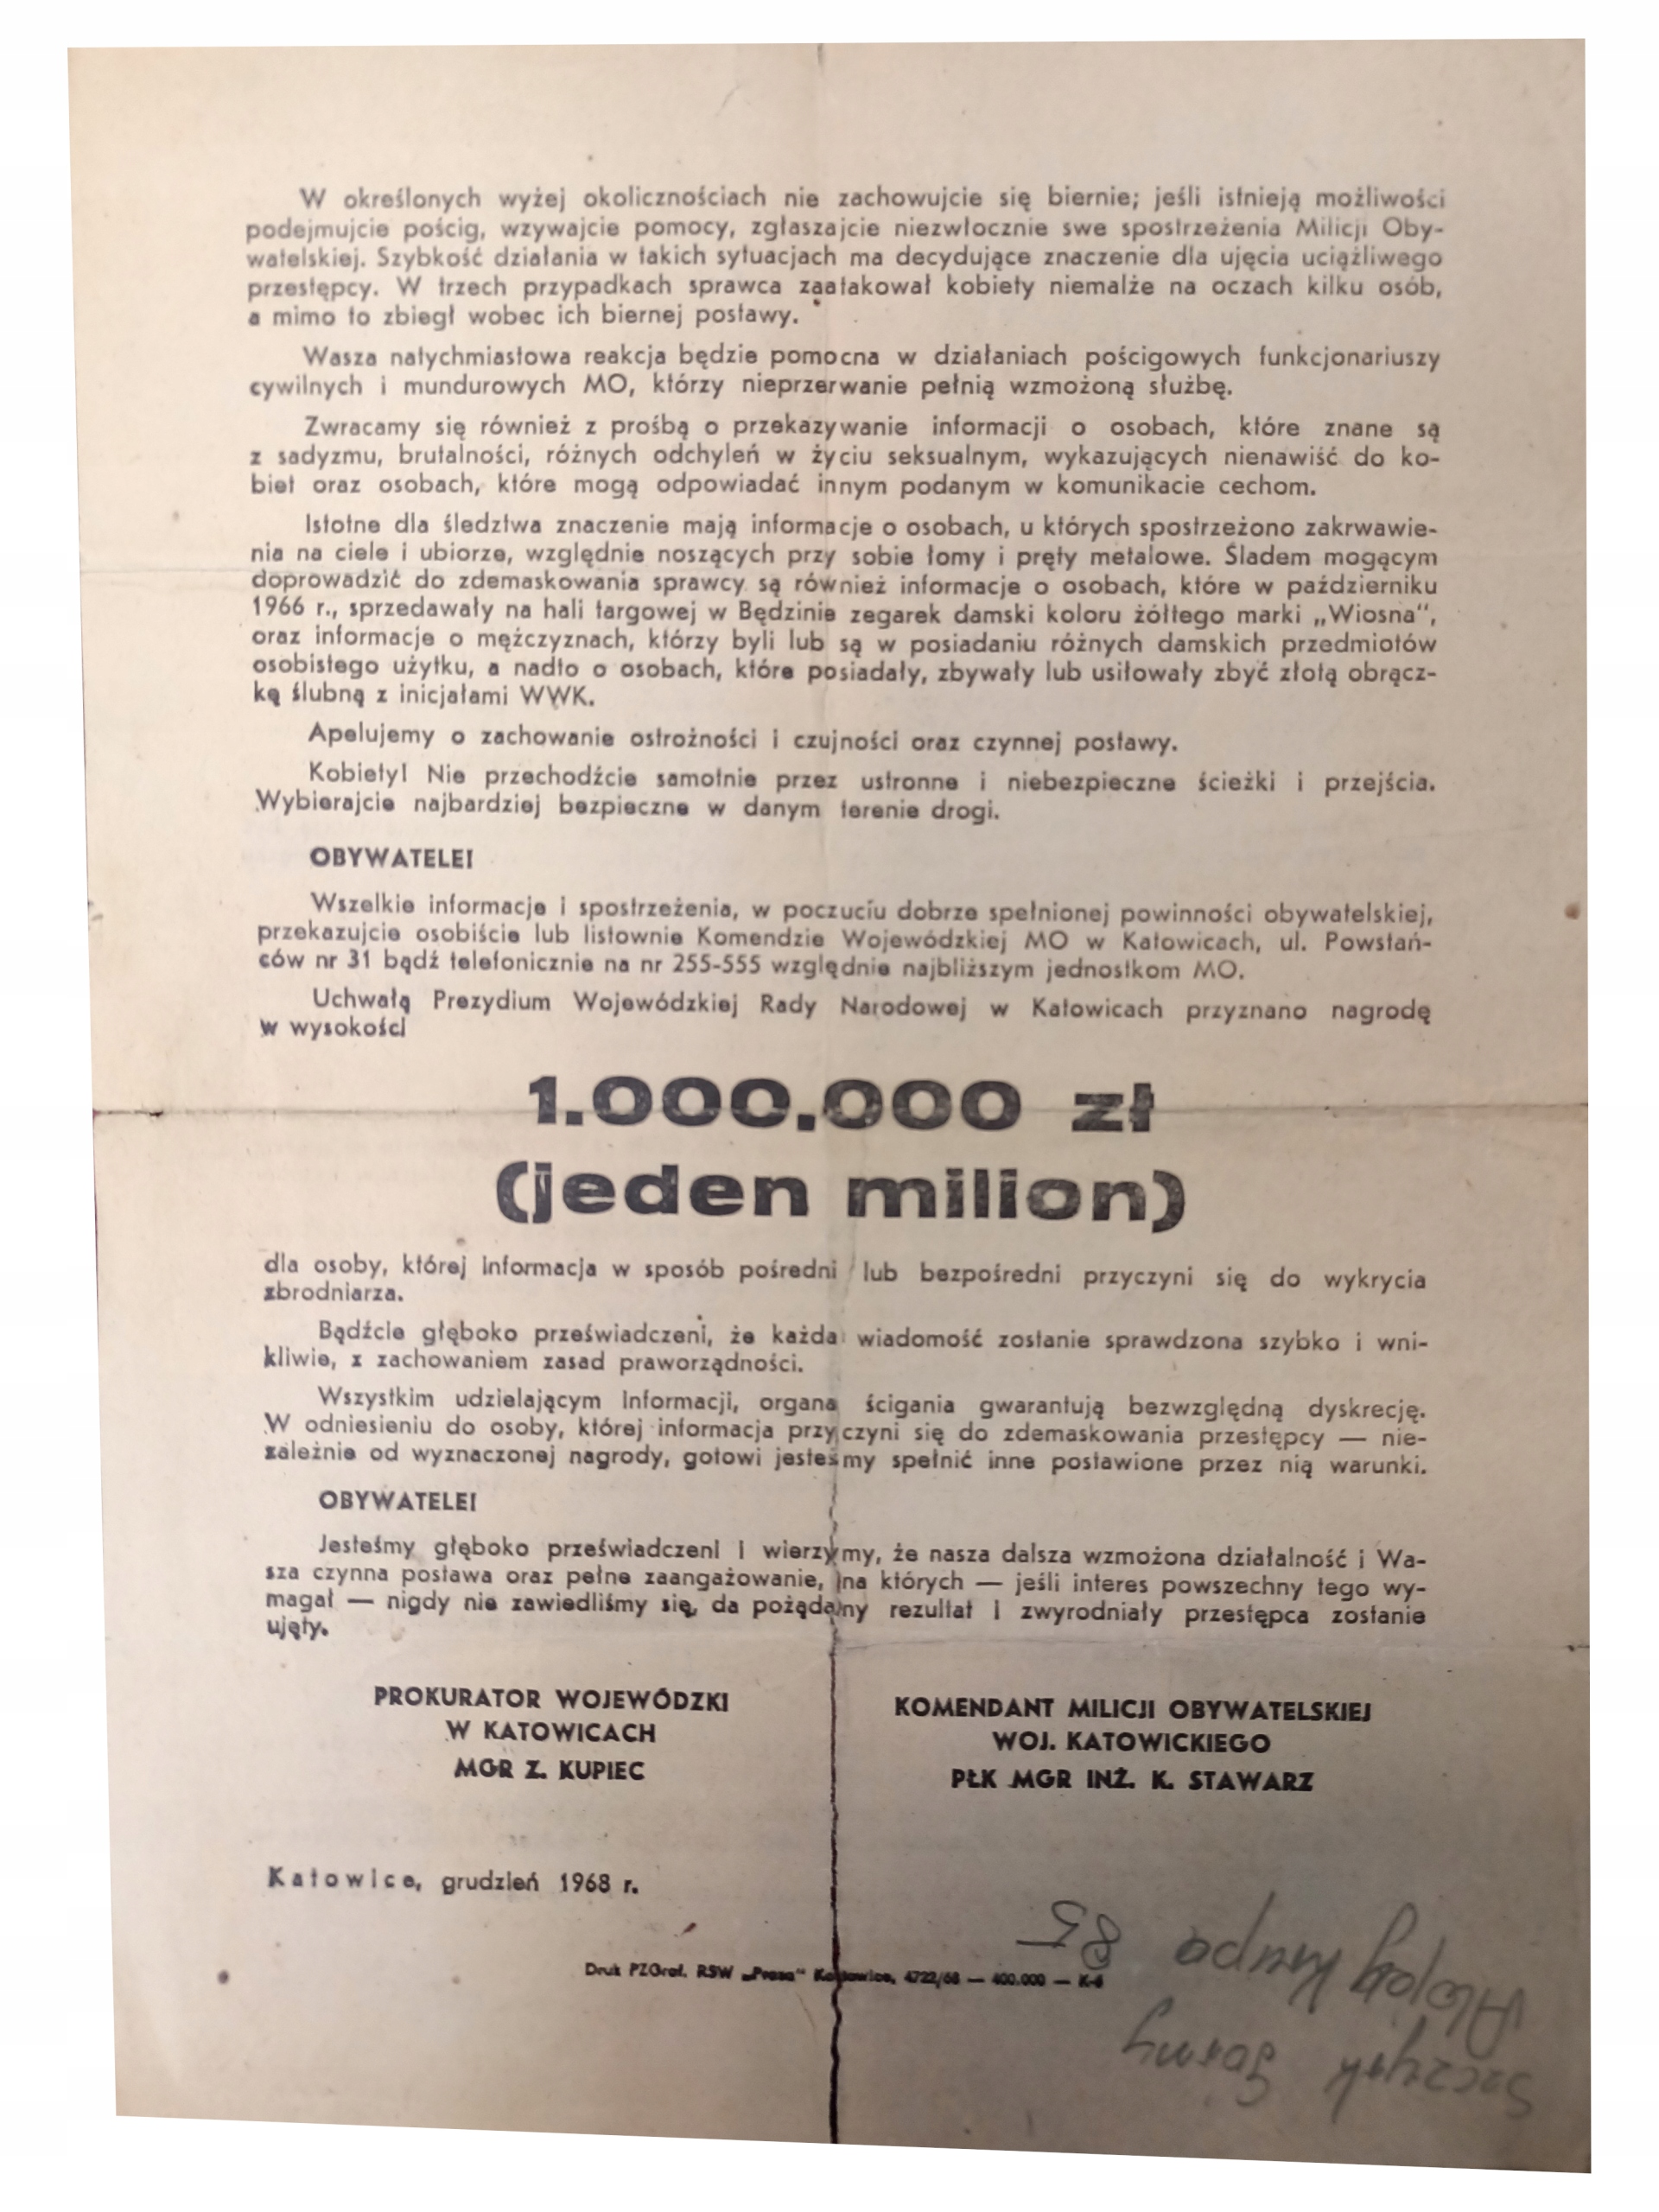 W określonych wyżej okolicznościach nie zachowujcie się biernie; jeśli istnieją możliwości
podejmujcie pościg, wzywajcie pomocy, zgłaszajcie niezwłocznie swe spostrzeżenia Milicji Oby-
watelskiej. Szybkość działania w takich sytuacjach ma decydujące znaczenie dla ujęcia uciążliwego
przestępcy. W trzech przypadkach sprawca zaatakował kobiety niemalże na oczach kilku osób,
a mimo to zbiegł wobec ich biernej postawy.
Wasza natychmiastowa reakcja będzie pomocna w działaniach pościgowych funkcjonariuszy
cywilnych i mundurowych MO, którzy nieprzerwanie pełnią wzmożoną służbę.
Zwracamy się również z prośbą o przekazywanie informacji o osobach, które znane są
z sadyzmu, brutalności, różnych odchyleń w życiu seksualnym, wykazujących nienawiść do ko-
biet oraz osobach, które mogą odpowiadać innym podanym w komunikacie cechom.
Istotne dla śledztwa znaczenie mają informacje o osobach, u których spostrzeżono zakrwawie-
nia na ciele i ubiorze, względnie noszących przy sobie łomy i pręty metalowe. Śladem mogącym
doprowadzić do zdemaskowania sprawcy są również informacje o osobach, które w październiku
1966 r., sprzedawały na hali targowej w Będzinie zegarek damski koloru żółtego marki „Wiosna”,
oraz informacje o mężczyznach, którzy byli lub są w posiadaniu różnych damskich przedmiotów
osobistego użytku, a nadto o osobach, które posiadały, zbywały lub usiłowały zbyć złotą obrącz-
kę ślubną z inicjałami WWK.
Apelujemy o zachowanie ostrożności i czujności oraz czynnej postawy.
Kobiety! Nie przechodźcie samotnie przez ustronne i niebezpieczne ścieżki i przejścia.
Wybierajcie najbardziej bezpieczne w danym terenie drogi.
OBYWATELE!
Wszelkie informacje i spostrzeżenia, w poczuciu dobrze spełnionej powinności obywatelskiej,
przekazujcie osobiście lub listownie Komendzie Wojewódzkiej MO w Katowicach, ul. Powstań-
ców nr 31 bądź telefonicznie na nr 255-555 względnie najbliższym jednostkom MO.
Uchwałą Prezydium Wojewódzkiej Rady Narodowej w Katowicach przyznano nagrodę
w wysokości
1.000.000 zł
(jeden milion)
dla osoby, której informacja w sposób pośredni lub bezpośredni przyczyni się do wykrycia
zbrodniarza.
Bądźcie głęboko przeświadczeni, że każda wiadomość zostanie sprawdzona szybko i wni-
kliwie, z zachowaniem zasad praworządności.
Wszystkim udzielającym informacji, organa ścigania gwarantują bezwzględną dyskrecję.
W odniesieniu do osoby, której informacja przyczyni się do zdemaskowania przestępcy — nie-
zależnie od wyznaczonej nagrody, gotowi jesteśmy spełnić inne postawione przez nią warunki.
OBYWATELE!
Jesteśmy głęboko przeświadczeni i wierzymy, że nasza dalsza wzmożona działalność i Wa-
sza czynna postawa oraz pełne zaangażowanie, na których — jeśli interes powszechny tego wy-
magał — nigdy nie zawiedliśmy się, da pożądany rezultat i zwyrodniały przestępca zostanie
ujęty.
PROKURATOR WOJEWÓDZKI
W KATOWICACH
MGR Z. KUPIEC
KOMENDANT MILICJI OBYWATELSKIEJ
WOJ. KATOWICKIEGO
PŁK MGR INŻ. K. STAWARZ
Katowice, grudzień 1968 r.
Druk PZGraf. RSW „Prasa” Katowice, 4722/68 — 400.000 — K-6
Szczyrk
85